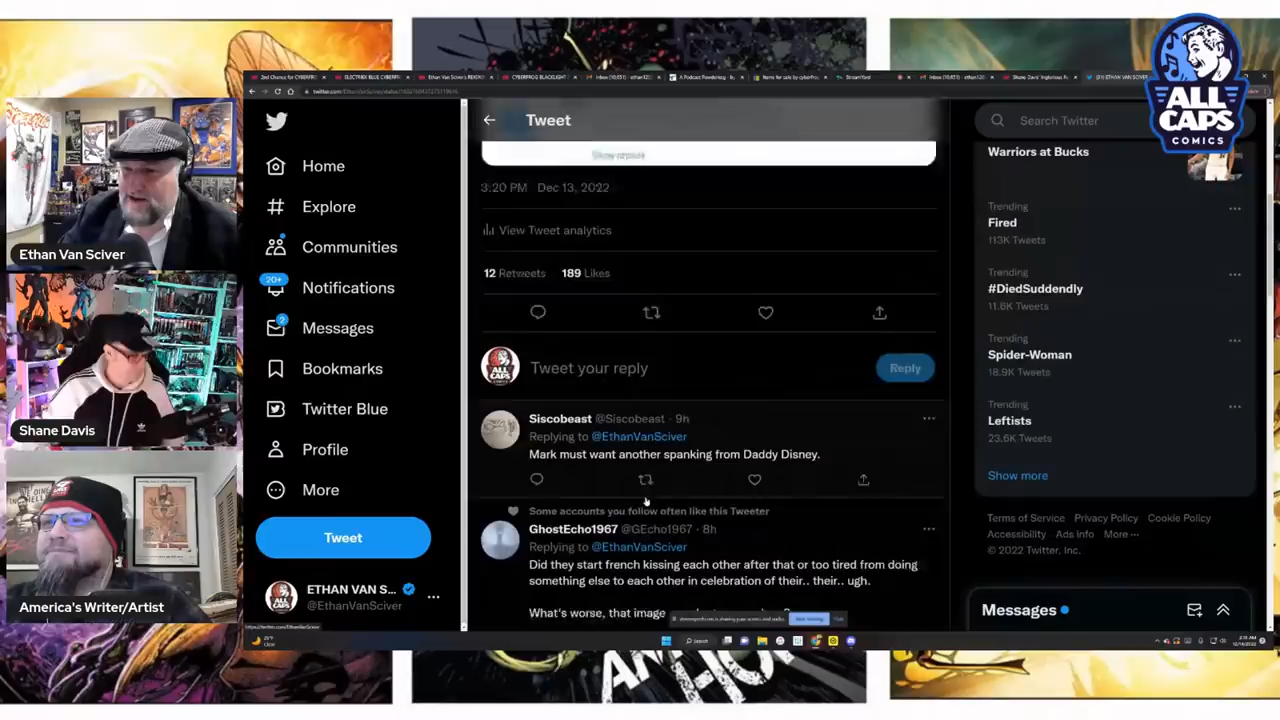 ALL
CAPS
COMICS
Ethan Van Sciver
Shane Davis
America's Writer/Artist
Home
Explore
Communities
20+
Notifications
2
Messages
Bookmarks
Twitter Blue
Profile
More
Tweet
ETHAN VAN S...
@EthanVanSciver
Tweet
3:20 PM Dec 13, 2022
View Tweet analytics
12 Retweets 189 Likes
Tweet your reply
Reply
Siscobeast @Siscobeast · 9h
Replying to @EthanVanSciver
Mark must want another spanking from Daddy Disney.
Some accounts you follow often like this Tweeter
GhostEcho1967 @GEcho1967 · 8h
Replying to @EthanVanSciver
Did they start french kissing each other after that or too tired from doing
something else to each other in celebration of their.. their.. ugh.
What's worse, that image
Search Twitter
Warriors at Bucks
Trending
Fired
113K Tweets
Trending
#DiedSuddenly
11.6K Tweets
Trending
Spider-Woman
18.9K Tweets
Trending
Leftists
23.6K Tweets
Show more
Terms of Service Privacy Policy Cookie Policy
Accessibility Ads info More ···
© 2022 Twitter, Inc.
Messages
Search